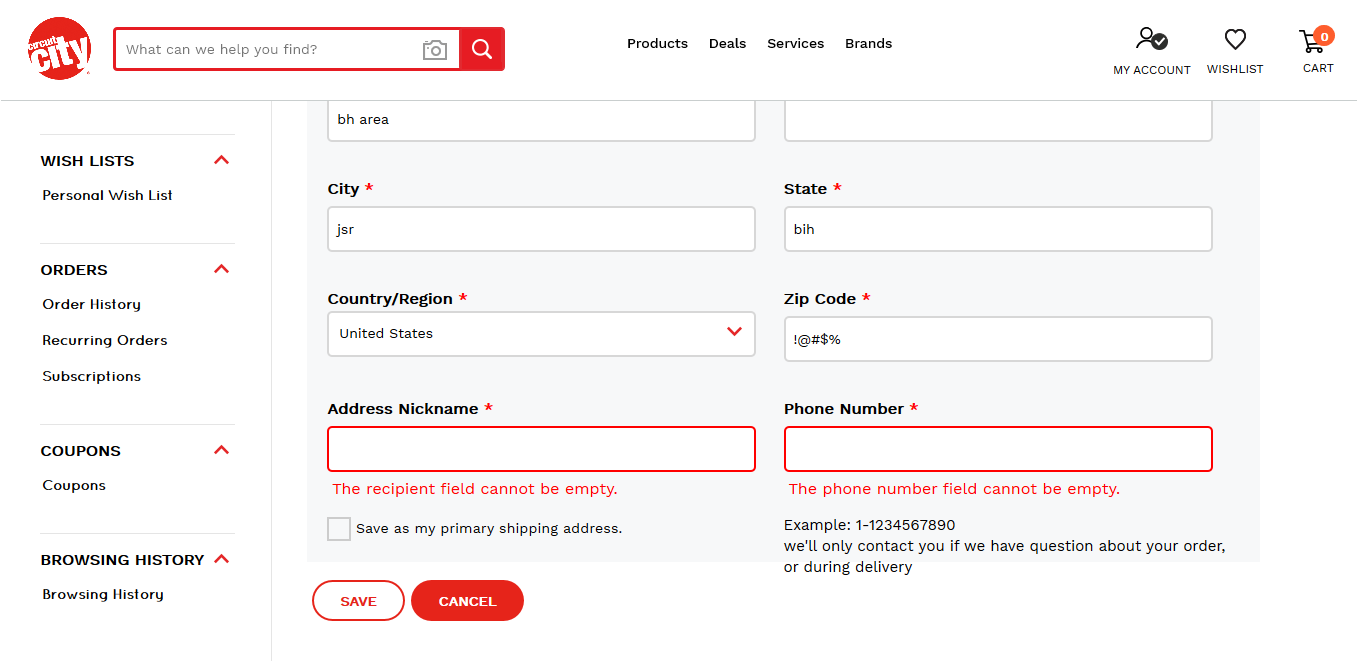 circuit
city
What can we help you find?
Products Deals Services Brands
MY ACCOUNT
WISHLIST
0
CART
WISH LISTS
Personal Wish List
ORDERS
Order History
Recurring Orders
Subscriptions
COUPONS
Coupons
BROWSING HISTORY
Browsing History
bh area
City *
jsr
State *
bih
Country/Region *
United States
Zip Code *
!@#$%
Address Nickname *
The recipient field cannot be empty.
Phone Number *
The phone number field cannot be empty.
Save as my primary shipping address.
Example: 1-1234567890
we'll only contact you if we have question about your order,
or during delivery
SAVE
CANCEL